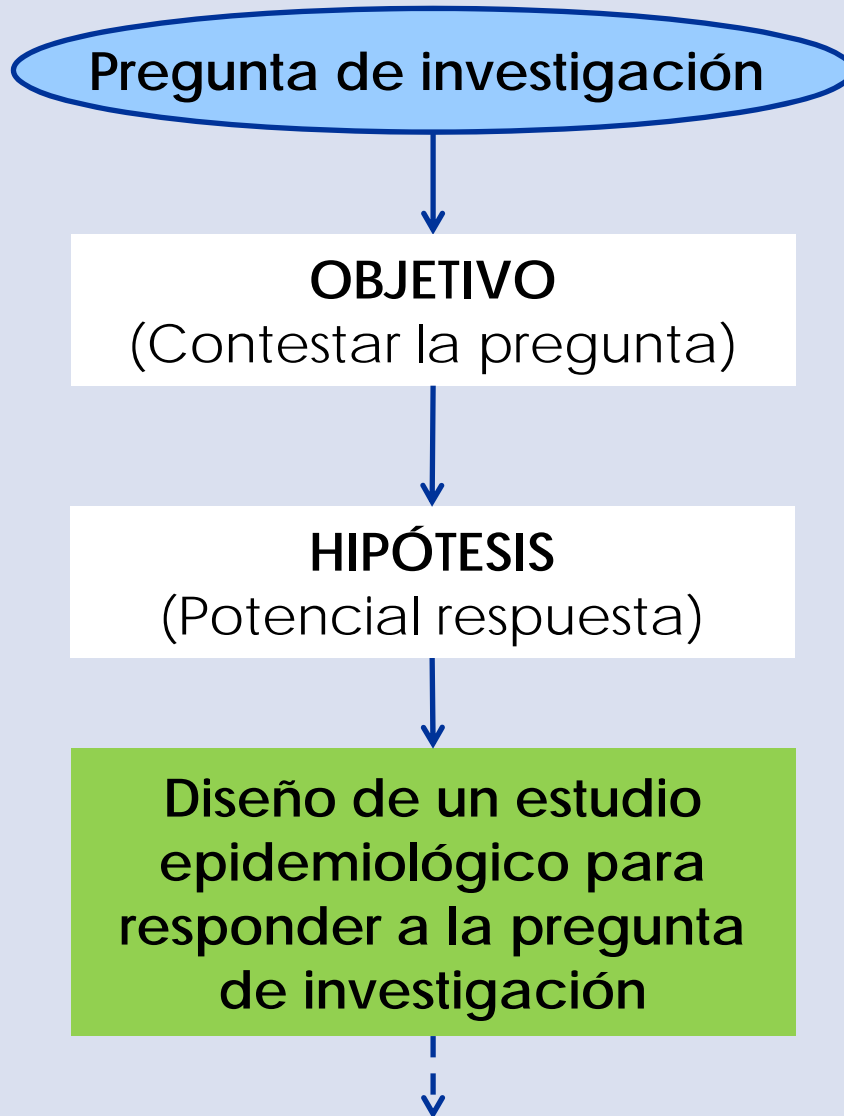 Pregunta de investigación
OBJETIVO
(Contestar la pregunta)
HIPÓTESIS
(Potencial respuesta)
Diseño de un estudio
epidemiológico para
responder a la pregunta
de investigación